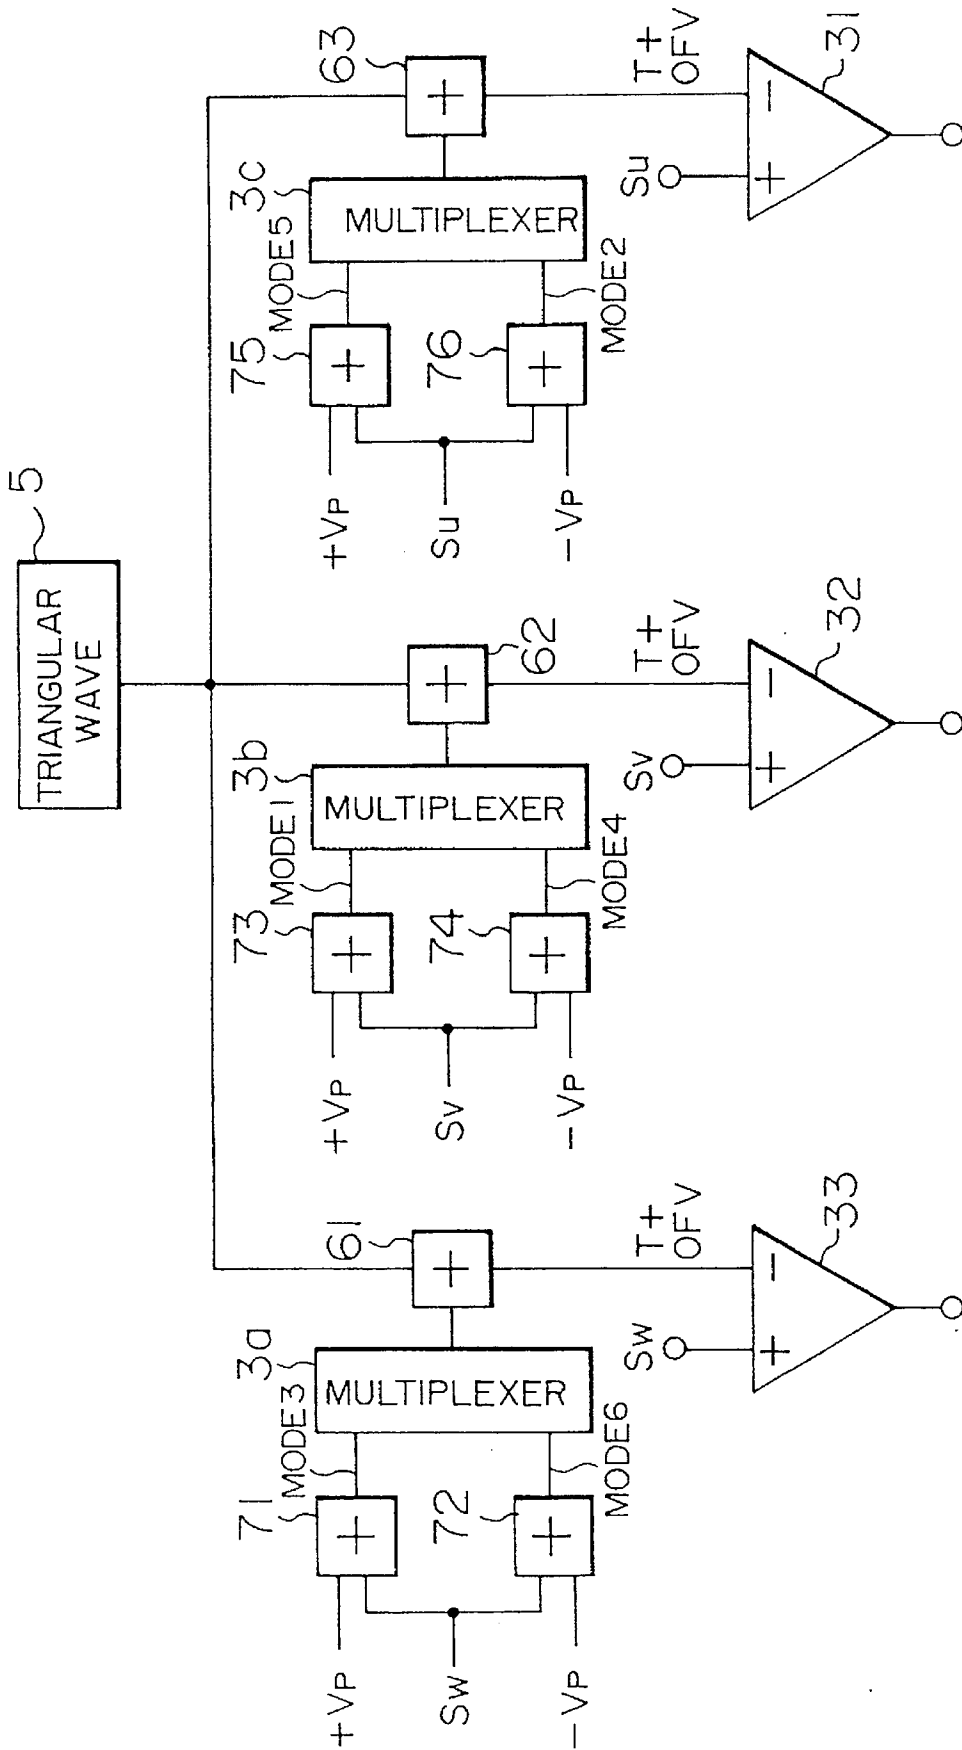 TRIANGULAR
WAVE
5
+VP
Sw
-VP
71
72
+
+
MODE3
MODE6
3a
MULTIPLEXER
61
+
T+
OFV
Sw
+
-
33
+VP
Sv
-VP
73
74
+
+
MODE1
MODE4
3b
MULTIPLEXER
62
+
T+
OFV
Sv
+
-
32
+VP
Su
-VP
75
76
+
+
MODE5
MODE2
3c
MULTIPLEXER
63
+
T+
OFV
Su
+
-
31